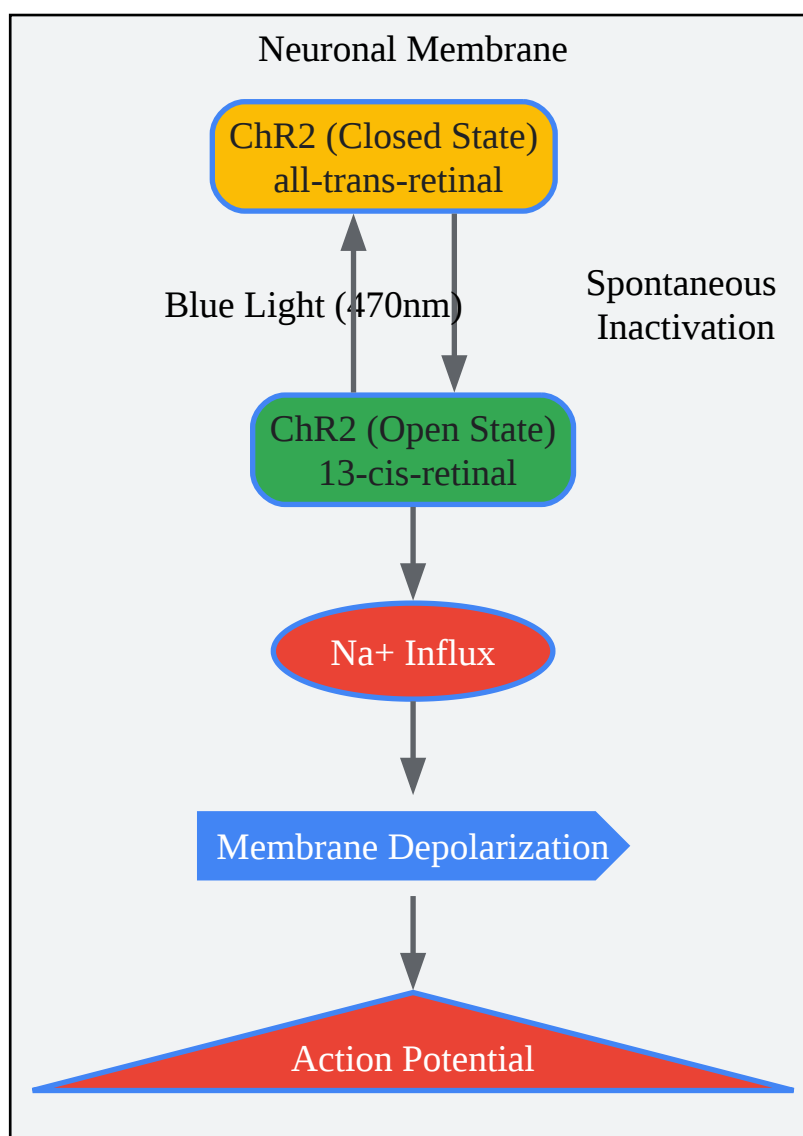 Neuronal Membrane
ChR2 (Closed State)
all-trans-retinal
Blue Light (470nm)
Spontaneous
Inactivation
ChR2 (Open State)
13-cis-retinal
Na+ Influx
Membrane Depolarization
Action Potential